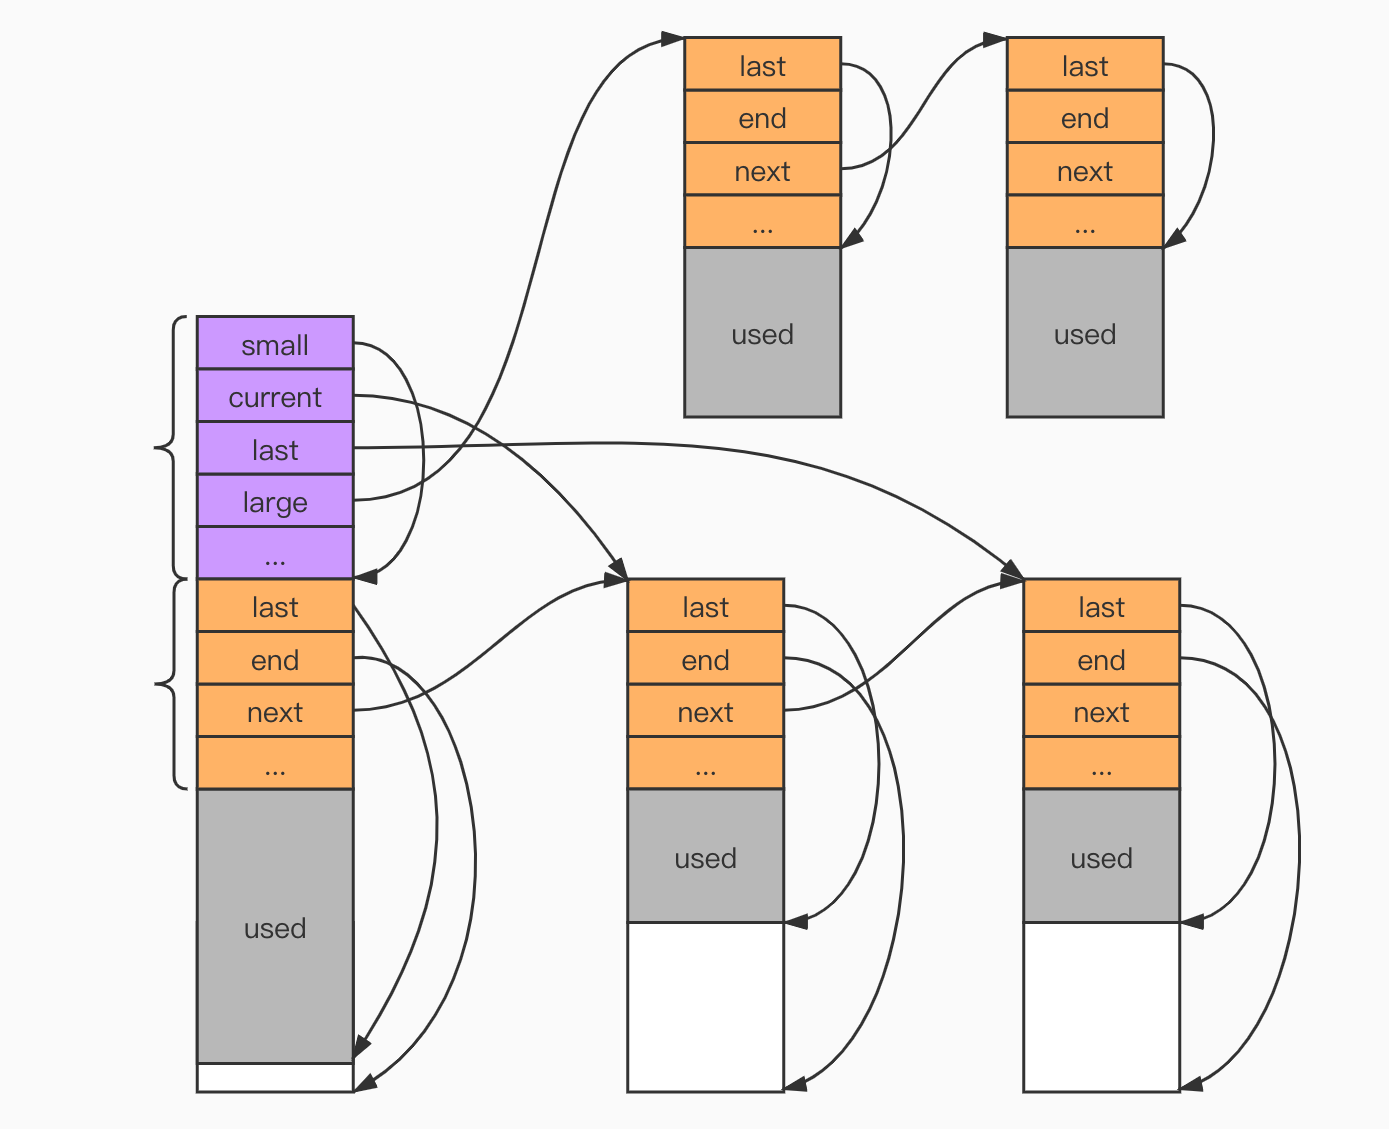 last
end
next
...
used
last
end
next
...
used
small
current
last
large
...
last
end
next
...
used
last
end
next
...
used
last
end
next
...
used